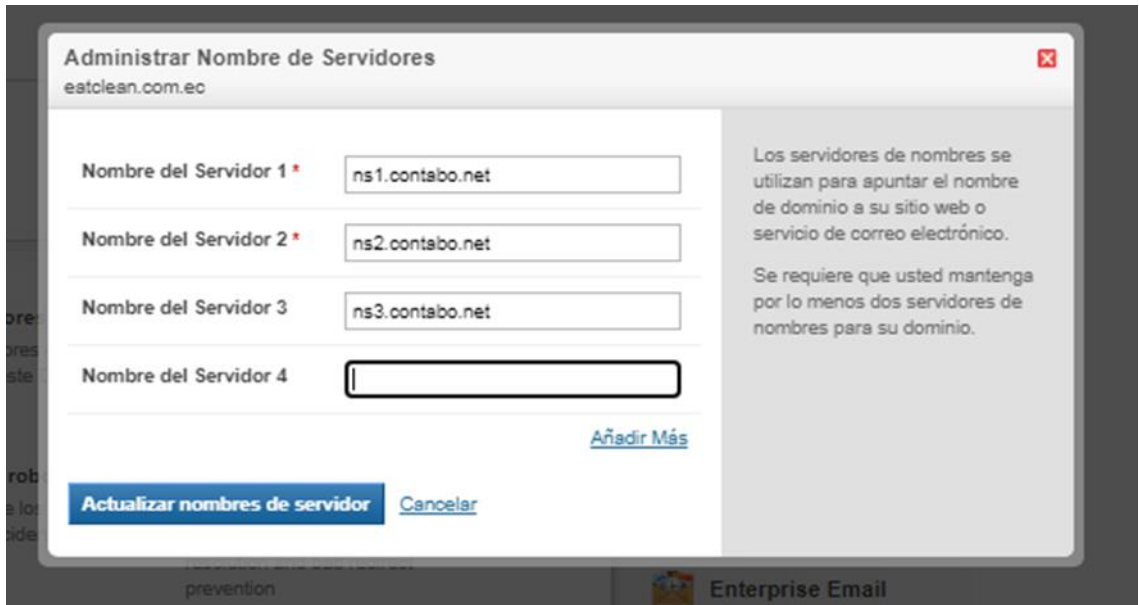 Administrar Nombre de Servidores
eatclean.com.ec
Nombre del Servidor 1 *
ns1.contabo.net
Nombre del Servidor 2 *
ns2.contabo.net
Nombre del Servidor 3
ns3.contabo.net
Nombre del Servidor 4
Añadir Más
Actualizar nombres de servidor
Cancelar
Los servidores de nombres se
utilizan para apuntar el nombre
de dominio a su sitio web o
servicio de correo electrónico.
Se requiere que usted mantenga
por lo menos dos servidores de
nombres para su dominio.
prevention
Enterprise Email